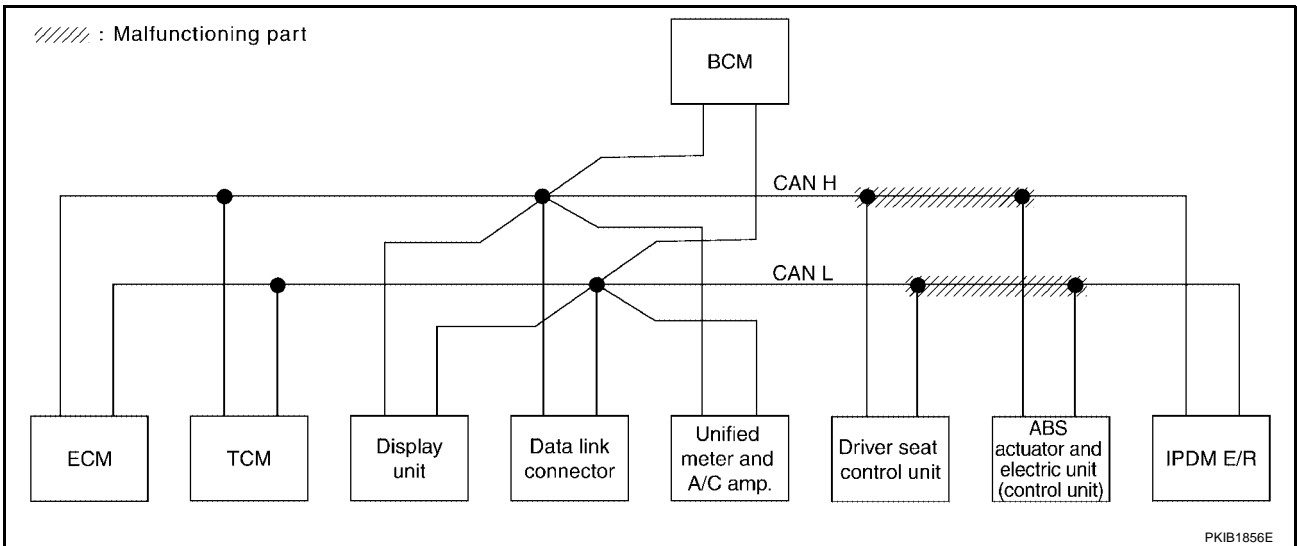 : Malfunctioning part
BCM
CAN H
CAN L
ECM
TCM
Display
unit
Data link
connector
Unified
meter and
A/C amp.
Driver seat
control unit
ABS
actuator and
electric unit
(control unit)
IPDM E/R
PKIB1856E